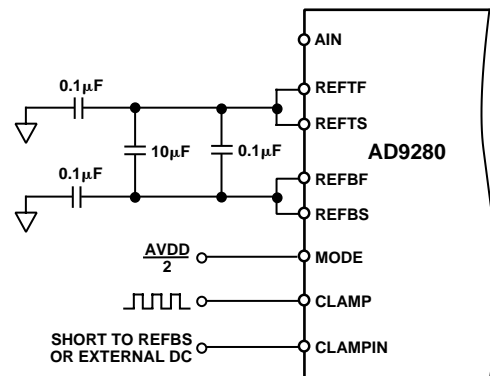 AIN
0.1µF
REFTF
REFTS
10µF
0.1µF
AD9280
0.1µF
REFBF
REFBS
AVDD
2
MODE
CLAMP
SHORT TO REFBS
OR EXTERNAL DC
CLAMPIN